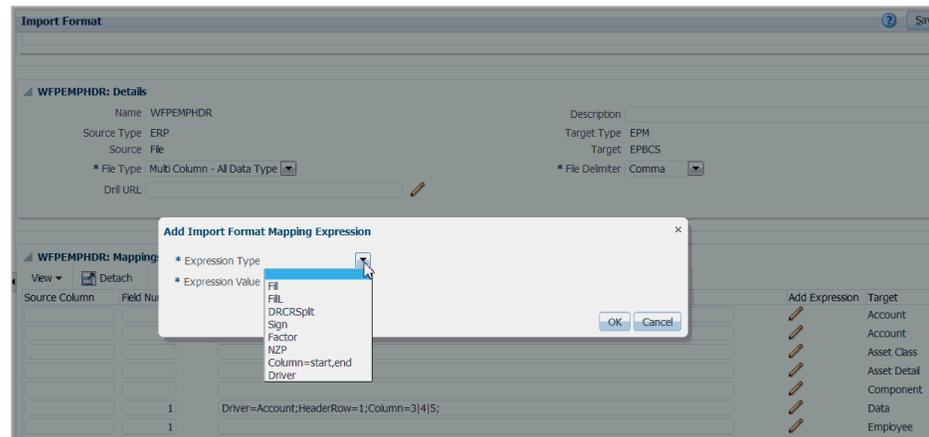 Import Format
Sav
WFPEMPHDR: Details
Name WFPEMPHDR
Description
Source Type ERP
Target Type EPM
Source File
Target EPBCS
* File Type Multi Column - All Data Type
* File Delimiter Comma
Drill URL
Add Import Format Mapping Expression
* Expression Type
* Expression Value
Fill
FillL
DRCRSplit
Sign
Factor
NZP
Column=start,end
Driver
OK Cancel
WFPEMPHDR: Mapping
View Detach
Source Column Field Nu Add Expression Target
Account
Account
Asset Class
Asset Detail
Component
1 Driver=Account;HeaderRow=1;Column=3|4|5; Data
1 Employee